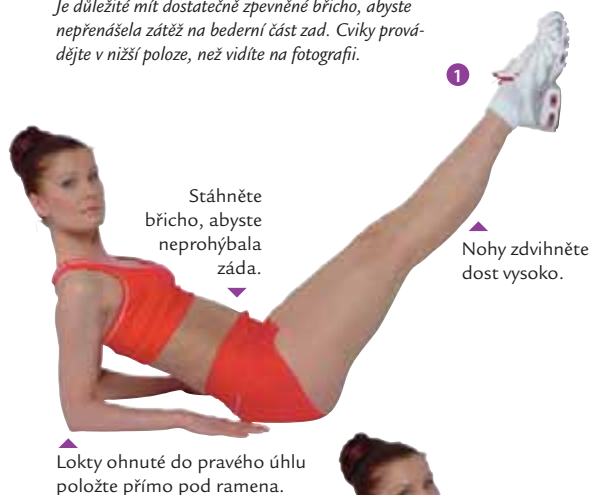 Je důležité mít dostatečně zpevněné břicho, abyste
nepřenášela zátěž na bederní část zad. Cviky prová-
dějte v nižší poloze, než vidíte na fotografii.
1
Stáhněte
břicho, abyste
neprohýbala
záda.
Nohy zdvihněte
dost vysoko.
Lokty ohnuté do pravého úhlu
položte přímo pod ramena.